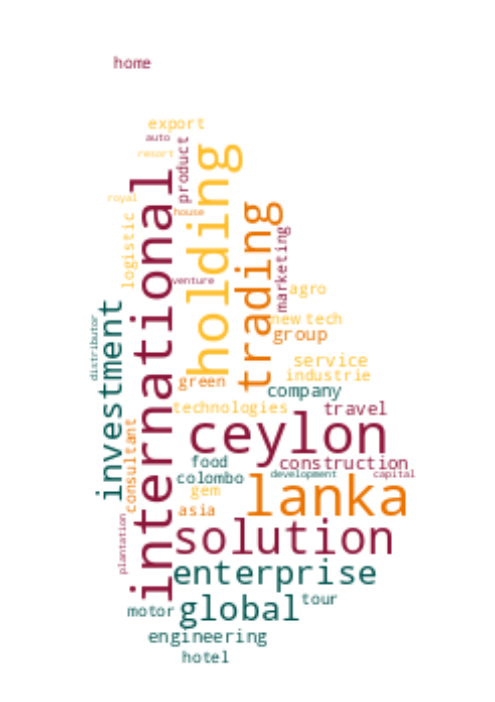 home
export
auto
resort
product
holding
international
royal
house
trading
logistic
marketing
venture
agro
investment
distributor
new tech
group
service
green
industrie
company
technologies
travel
ceylon
consultant
food
construction
colombo
development
capital
gem
lanka
asia
plantation
solution
enterprise
motor
global
tour
engineering
hotel